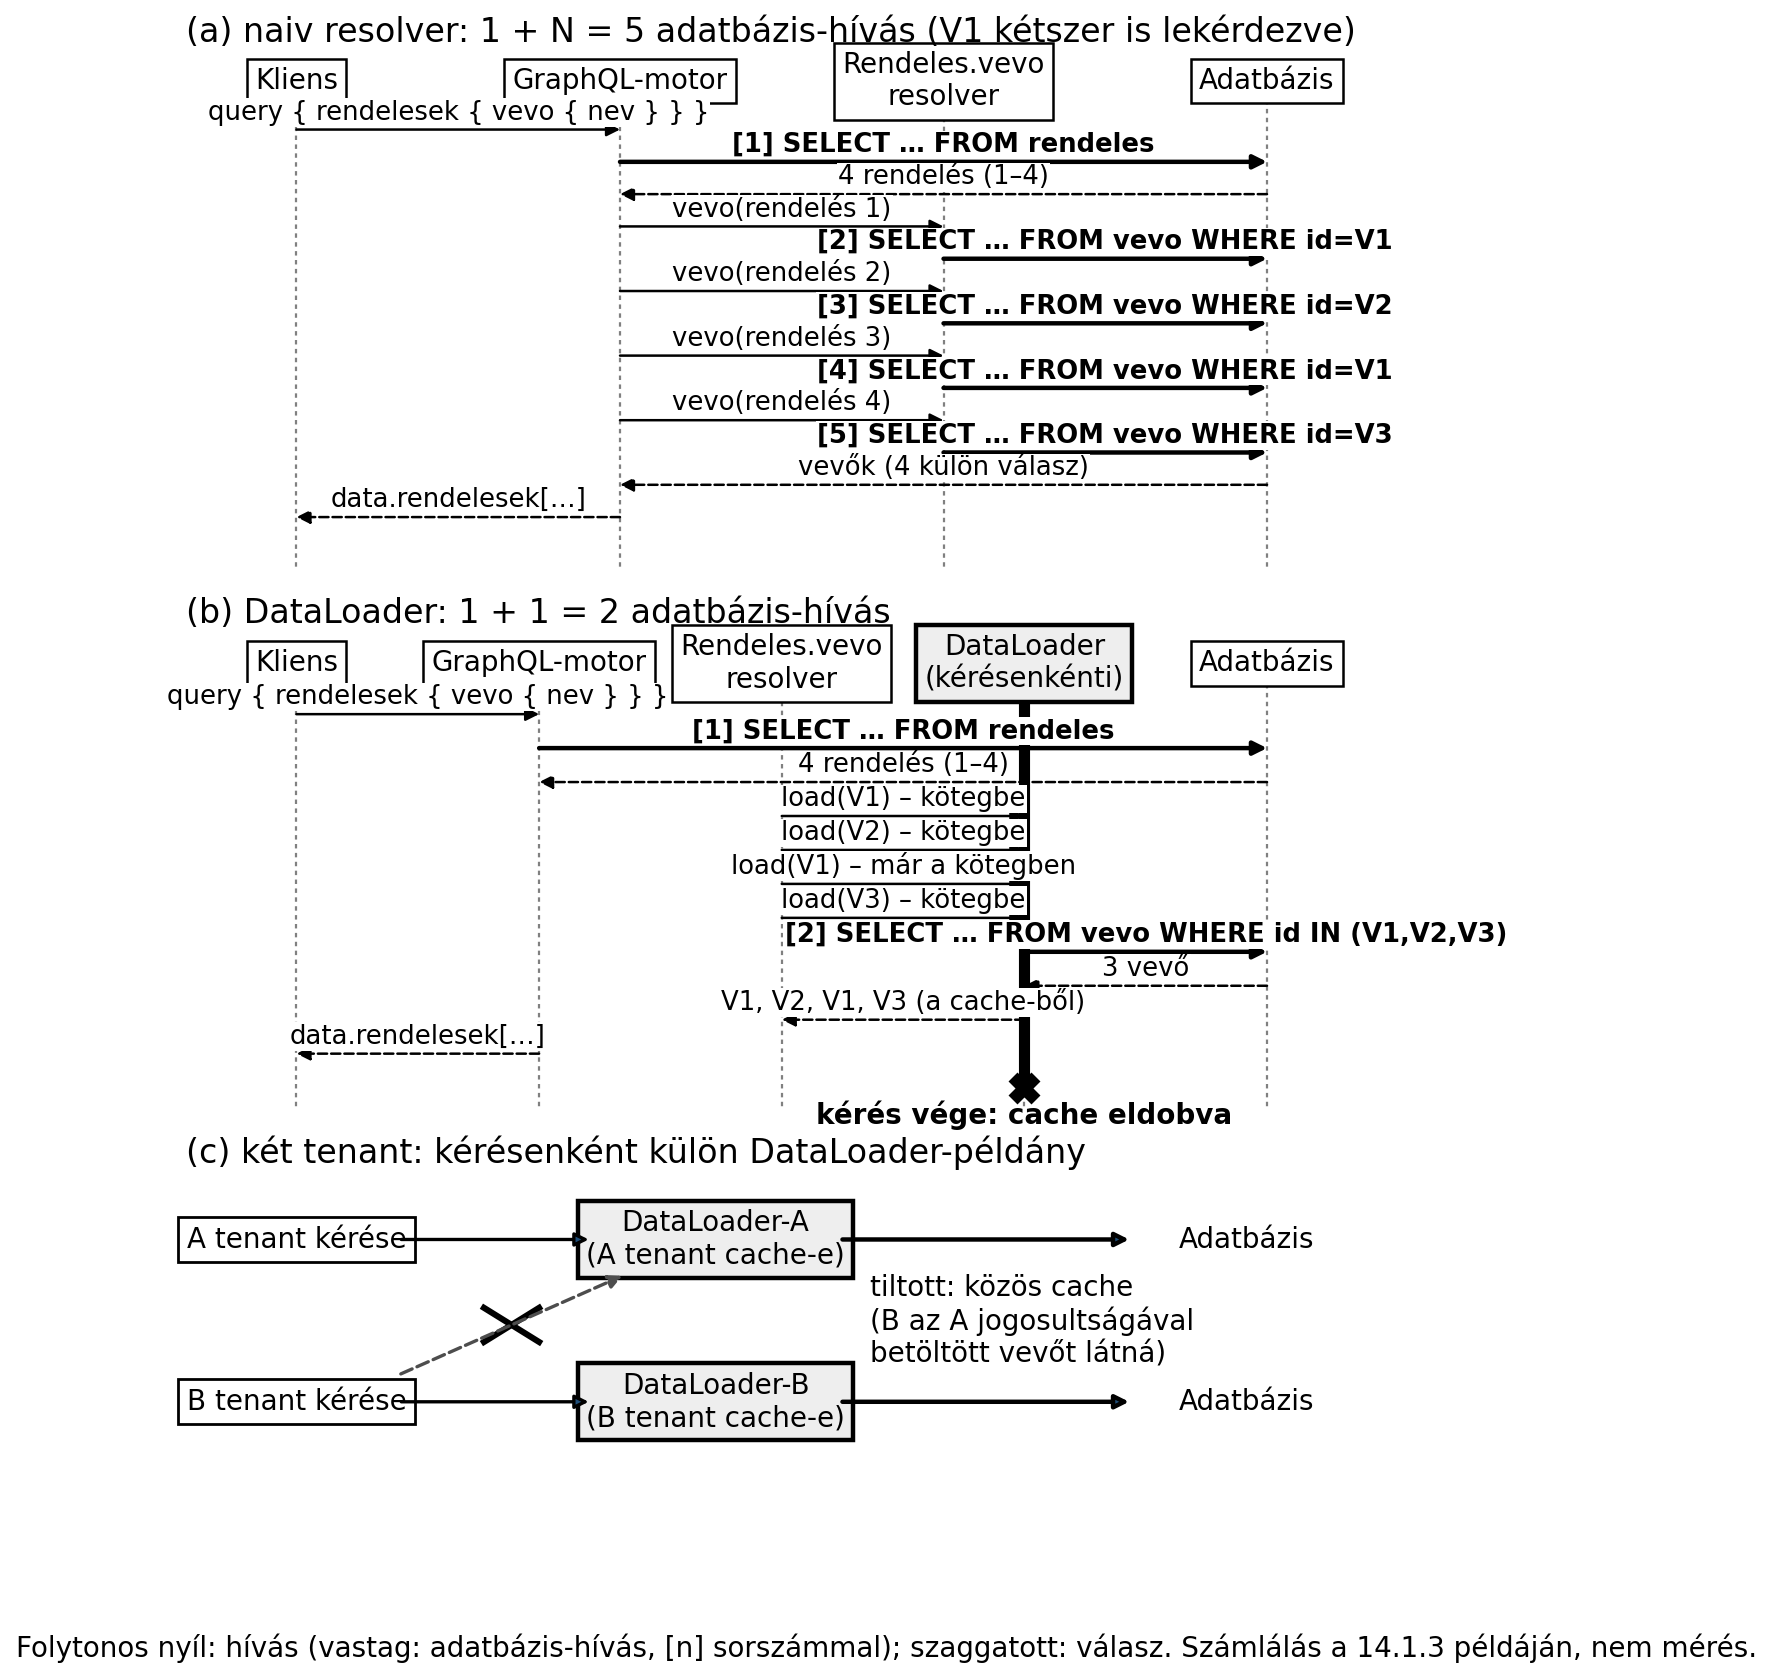 (a) naiv resolver: 1 + N = 5 adatbázis-hívás (V1 kétszer is lekérdezve)
Kliens
GraphQL-motor
Rendeles.vevo
resolver
Adatbázis
query { rendelesek { vevo { nev } } }
[1] SELECT … FROM rendeles
4 rendelés (1–4)
vevo(rendelés 1)
[2] SELECT … FROM vevo WHERE id=V1
vevo(rendelés 2)
[3] SELECT … FROM vevo WHERE id=V2
vevo(rendelés 3)
[4] SELECT … FROM vevo WHERE id=V1
vevo(rendelés 4)
[5] SELECT … FROM vevo WHERE id=V3
vevők (4 külön válasz)
data.rendelesek[…]
(b) DataLoader: 1 + 1 = 2 adatbázis-hívás
Kliens
GraphQL-motor
Rendeles.vevo
resolver
DataLoader
(kérésenkénti)
Adatbázis
query { rendelesek { vevo { nev } } }
[1] SELECT … FROM rendeles
4 rendelés (1–4)
load(V1) – kötegbe
load(V2) – kötegbe
load(V1) – már a kötegben
load(V3) – kötegbe
[2] SELECT … FROM vevo WHERE id IN (V1,V2,V3)
3 vevő
V1, V2, V1, V3 (a cache-ből)
data.rendelesek[…]
kérés vége: cache eldobva
(c) két tenant: kérésenként külön DataLoader-példány
A tenant kérése
DataLoader-A
(A tenant cache-e)
Adatbázis
tiltott: közös cache
(B az A jogosultságával
betöltött vevőt látná)
B tenant kérése
DataLoader-B
(B tenant cache-e)
Adatbázis
Folytonos nyíl: hívás (vastag: adatbázis-hívás, [n] sorszámmal); szaggatott: válasz. Számlálás a 14.1.3 példáján, nem mérés.